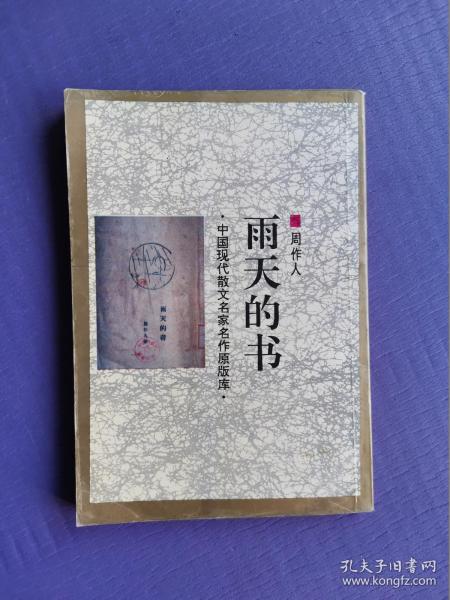 周作人
雨天的书
·中国现代散文名家名作原版库·
雨天的書
孔夫子旧书网
www.kongfz.com